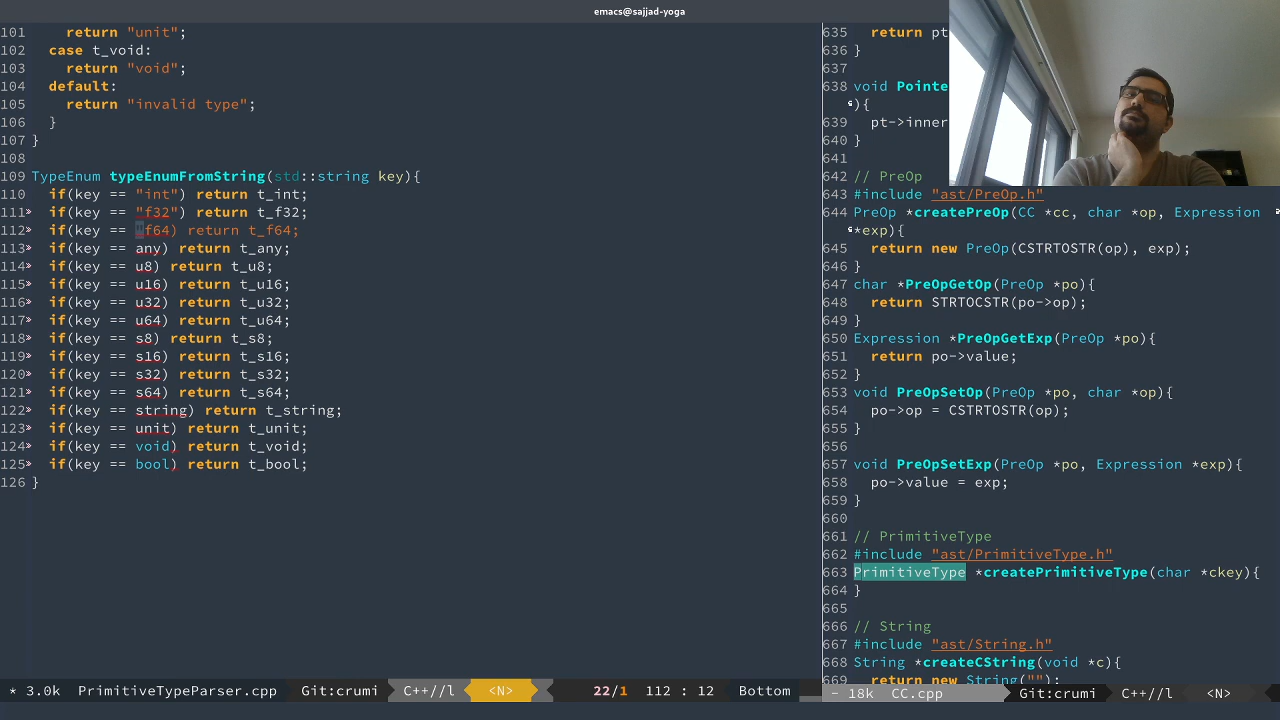 emacs@sajjad-yoga
101 return "unit";
102 case t_void:
103 return "void";
104 default:
105 return "invalid type";
106 }
107 }
108
109 TypeEnum typeEnumFromString(std::string key){
110 if(key == "int") return t_int;
111» if(key == "f32") return t_f32;
112» if(key == "f64) return t_f64;
113» if(key == any) return t_any;
114» if(key == u8) return t_u8;
115» if(key == u16) return t_u16;
116» if(key == u32) return t_u32;
117» if(key == u64) return t_u64;
118» if(key == s8) return t_s8;
119» if(key == s16) return t_s16;
120» if(key == s32) return t_s32;
121» if(key == s64) return t_s64;
122» if(key == string) return t_string;
123» if(key == unit) return t_unit;
124» if(key == void) return t_void;
125» if(key == bool) return t_bool;
126 }
* 3.0k PrimitiveTypeParser.cpp Git:crumi C++//l <N> 22/1 112 : 12 Bottom
635 return pt
636 }
637
638 void Pointe
){
639 pt->inner
640 }
641
642 // PreOp
643 #include "ast/PreOp.h"
644 PreOp *createPreOp(CC *cc, char *op, Expression
*exp){
645 return new PreOp(CSTRTOSTR(op), exp);
646 }
647 char *PreOpGetOp(PreOp *po){
648 return STRTOCSTR(po->op);
649 }
650 Expression *PreOpGetExp(PreOp *po){
651 return po->value;
652 }
653 void PreOpSetOp(PreOp *po, char *op){
654 po->op = CSTRTOSTR(op);
655 }
656
657 void PreOpSetExp(PreOp *po, Expression *exp){
658 po->value = exp;
659 }
660
661 // PrimitiveType
662 #include "ast/PrimitiveType.h"
663 PrimitiveType *createPrimitiveType(char *ckey){
664 }
665
666 // String
667 #include "ast/String.h"
668 String *createCString(void *c){
669 return new String("");
- 18k CC.cpp Git:crumi C++//l <N>